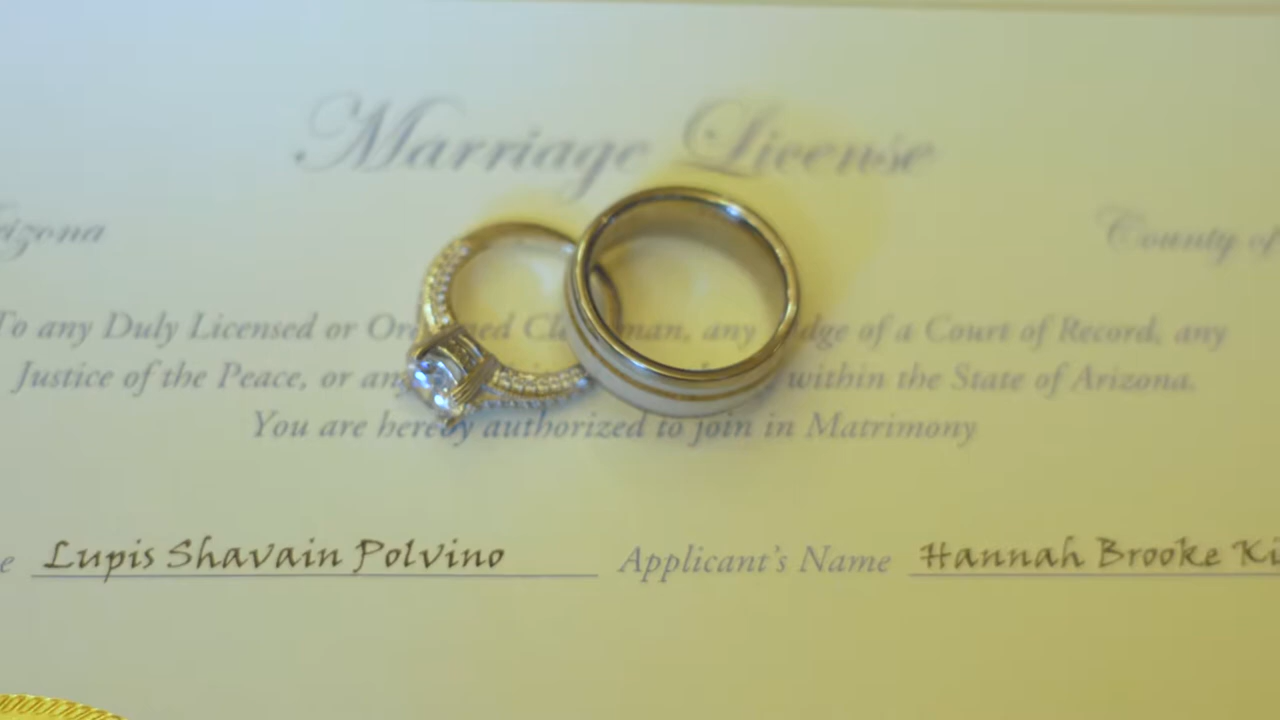 Marriage License
County of
To any Duly Licensed or Ordained Clergyman, any Judge of a Court of Record, any
Justice of the Peace, or any within the State of Arizona.
You are hereby authorized to join in Matrimony
Lupis Shavain Polvino Applicant's Name Hannah Brooke